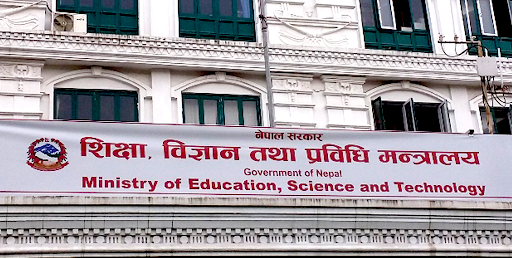 नेपाल सरकार
शिक्षा, विज्ञान तथा प्रविधि मन्त्रालय
Government of Nepal
Ministry of Education, Science and Technology